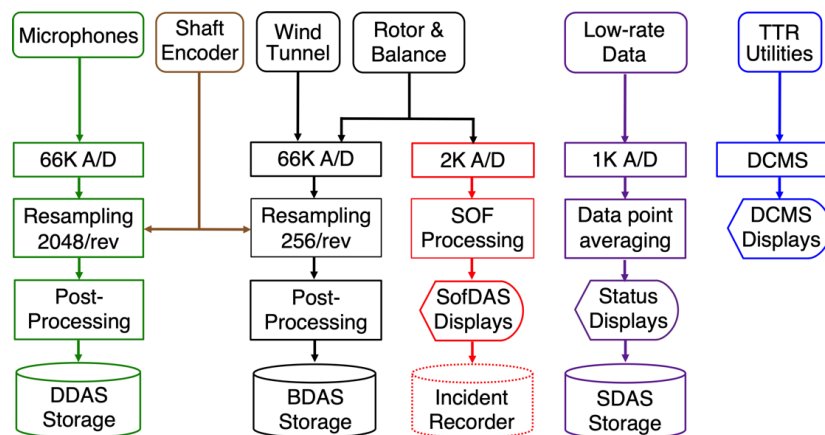 Microphones
Shaft
Encoder
Wind
Tunnel
Rotor &
Balance
Low-rate
Data
TTR
Utilities
66K A/D
66K A/D
2K A/D
1K A/D
DCMS
Resampling
2048/rev
Resampling
256/rev
SOF
Processing
Data point
averaging
DCMS
Displays
Post-
Processing
Post-
Processing
SofDAS
Displays
Status
Displays
DDAS
Storage
BDAS
Storage
Incident
Recorder
SDAS
Storage